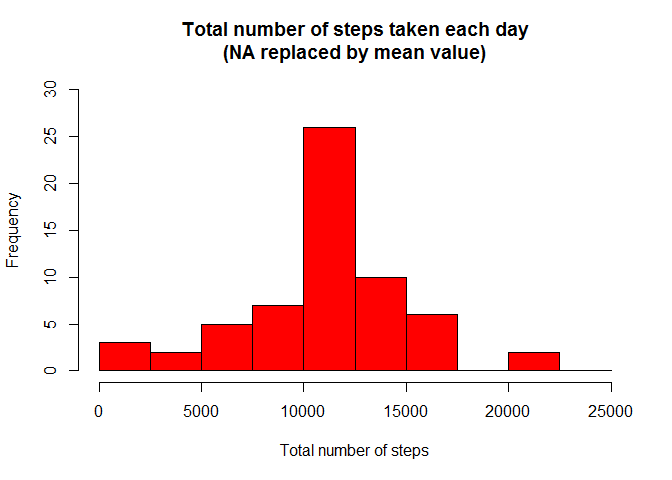 Total number of steps taken each day
(NA replaced by mean value)
30
25
20
15
10
5
0
Frequency
0 5000 10000 15000 20000 25000
Total number of steps